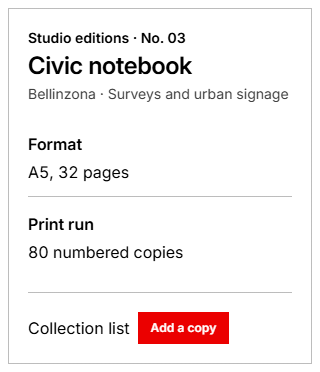 Studio editions · No. 03
Civic notebook
Bellinzona · Surveys and urban signage
Format
A5, 32 pages
Print run
80 numbered copies
Collection list
Add a copy